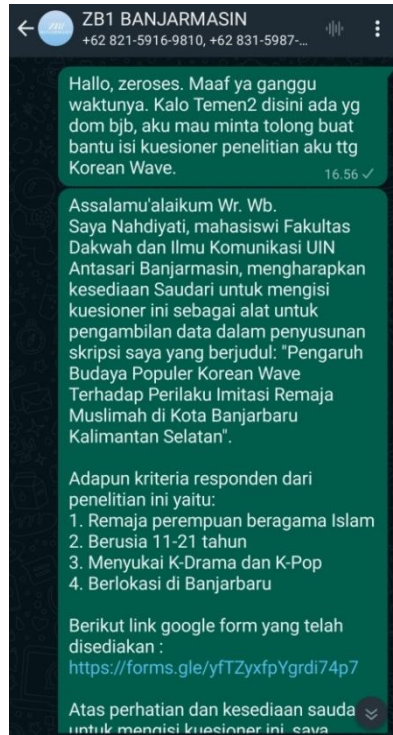 ZB1 BANJARMASIN
+62 821-5916-9810, +62 831-5987-...
Hallo, zeroses. Maaf ya ganggu
waktunya. Kalo Temen2 disini ada yg
dom bjb, aku mau minta tolong buat
bantu isi kuesioner penelitian aku ttg
Korean Wave.
16.56
Assalamu'alaikum Wr. Wb.
Saya Nahdiyati, mahasiswi Fakultas
Dakwah dan Ilmu Komunikasi UIN
Antasari Banjarmasin, mengharapkan
kesediaan Saudari untuk mengisi
kuesioner ini sebagai alat untuk
pengambilan data dalam penyusunan
skripsi saya yang berjudul: "Pengaruh
Budaya Populer Korean Wave
Terhadap Perilaku Imitasi Remaja
Muslimah di Kota Banjarbaru
Kalimantan Selatan".
Adapun kriteria responden dari
penelitian ini yaitu:
1. Remaja perempuan beragama Islam
2. Berusia 11-21 tahun
3. Menyukai K-Drama dan K-Pop
4. Berlokasi di Banjarbaru
Berikut link google form yang telah
disediakan :
https://forms.gle/yfTZyxfpYgrdi74p7
Atas perhatian dan kesediaan sauda
untuk mengisi kuesioner ini, saya